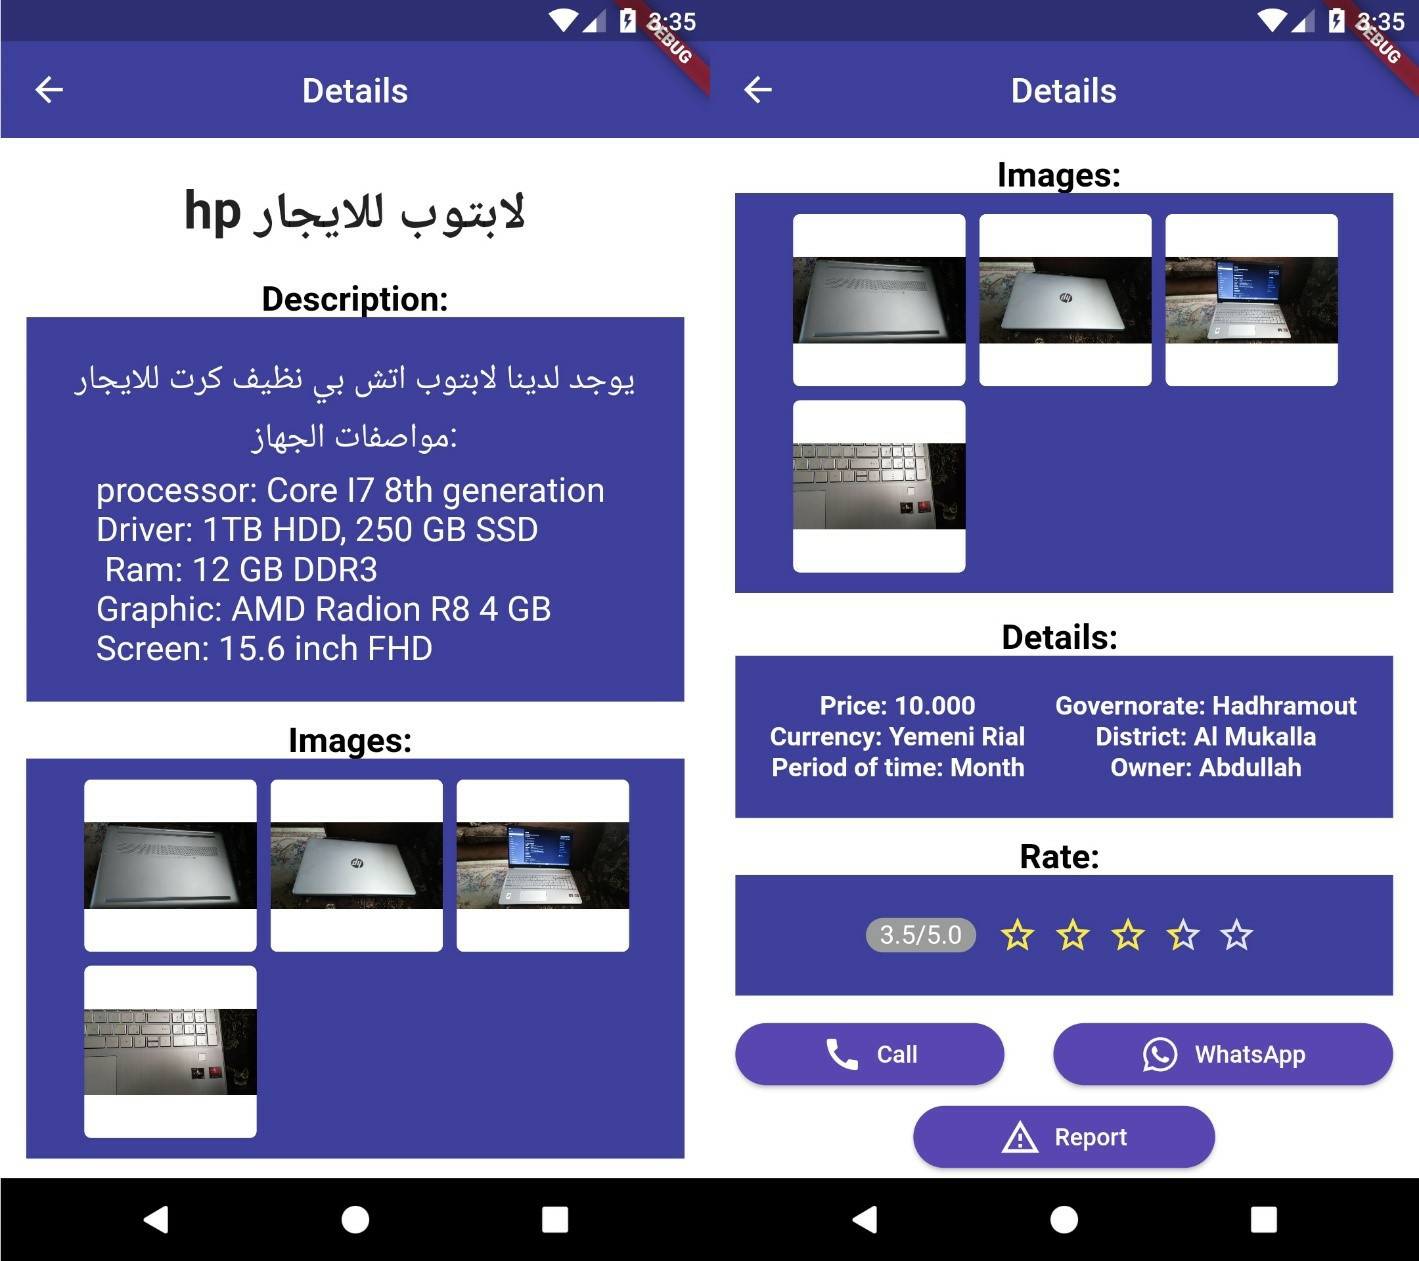 3:35
DEBUG
Details
لابتوب للايجار hp
Description:
يوجد لدينا لابتوب اتش بي نظيف كرت للايجار
مواصفات الجهاز:
processor: Core I7 8th generation
Driver: 1TB HDD, 250 GB SSD
Ram: 12 GB DDR3
Graphic: AMD Radion R8 4 GB
Screen: 15.6 inch FHD
Images:
hp
3:35
DEBUG
Details
Images:
hp
Details:
Price: 10.000
Currency: Yemeni Rial
Period of time: Month
Governorate: Hadhramout
District: Al Mukalla
Owner: Abdullah
Rate:
3.5/5.0
Call
WhatsApp
Report